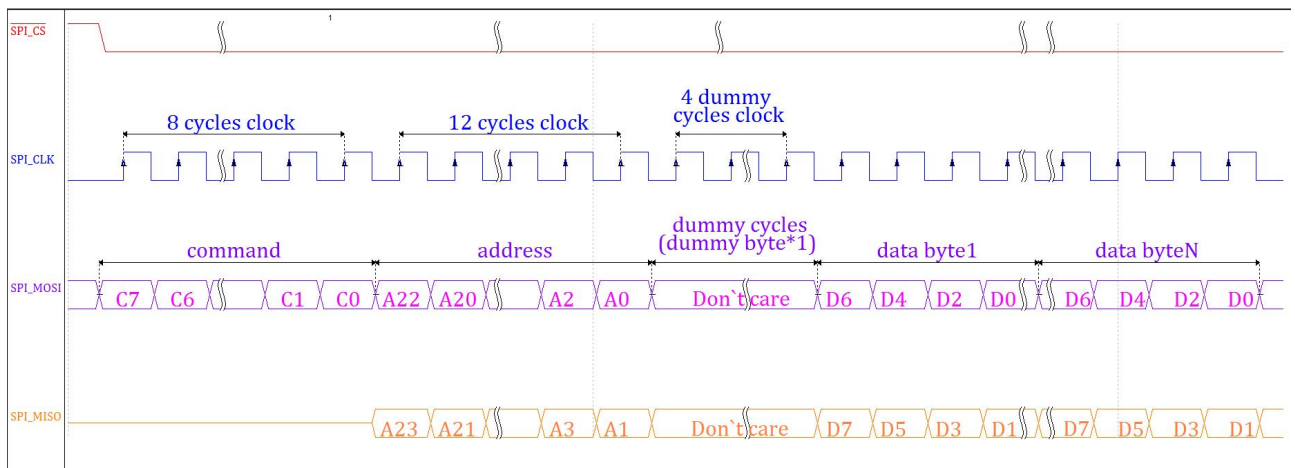 1
SPI_CS
4 dummy
cycles clock
8 cycles clock
12 cycles clock
SPI_CLK
dummy cycles
(dummy byte*1)
command
address
data byte1
data byteN
SPI_MOSI
C7 C6 C1 C0 A22 A20 A2 A0 Don`t care D6 D4 D2 D0 D6 D4 D2 D0
SPI_MISO
A23 A21 A3 A1 Don`t care D7 D5 D3 D1 D7 D5 D3 D1